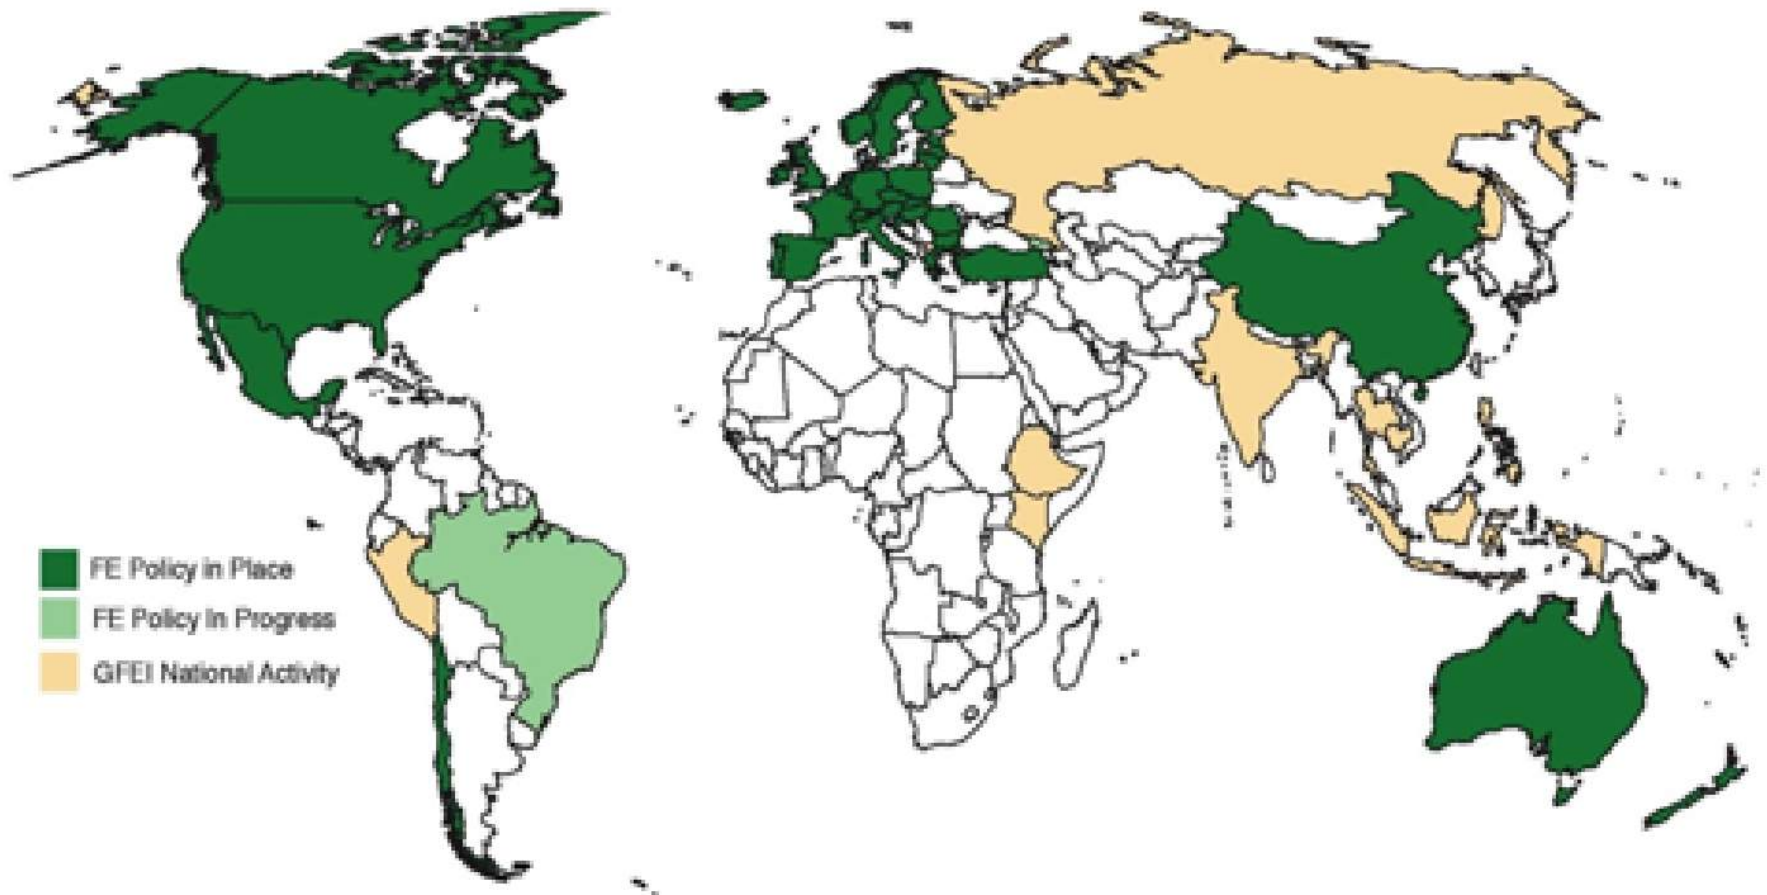 FE Policy in Place
FE Policy In Progress
GFEI National Activity